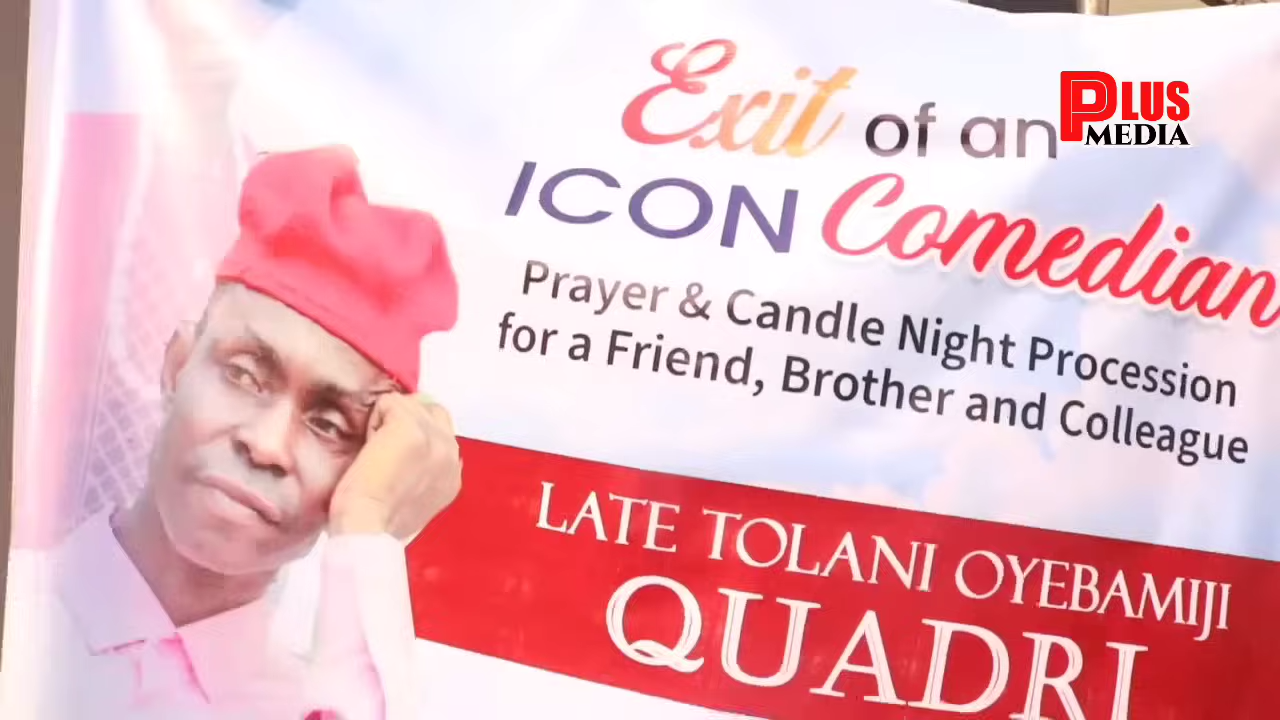 PLUS
MEDIA
Exit of an
ICON Comedian
Prayer & Candle Night Procession
for a Friend, Brother and Colleague
LATE TOLANI OYEBAMIJI
QUADRI